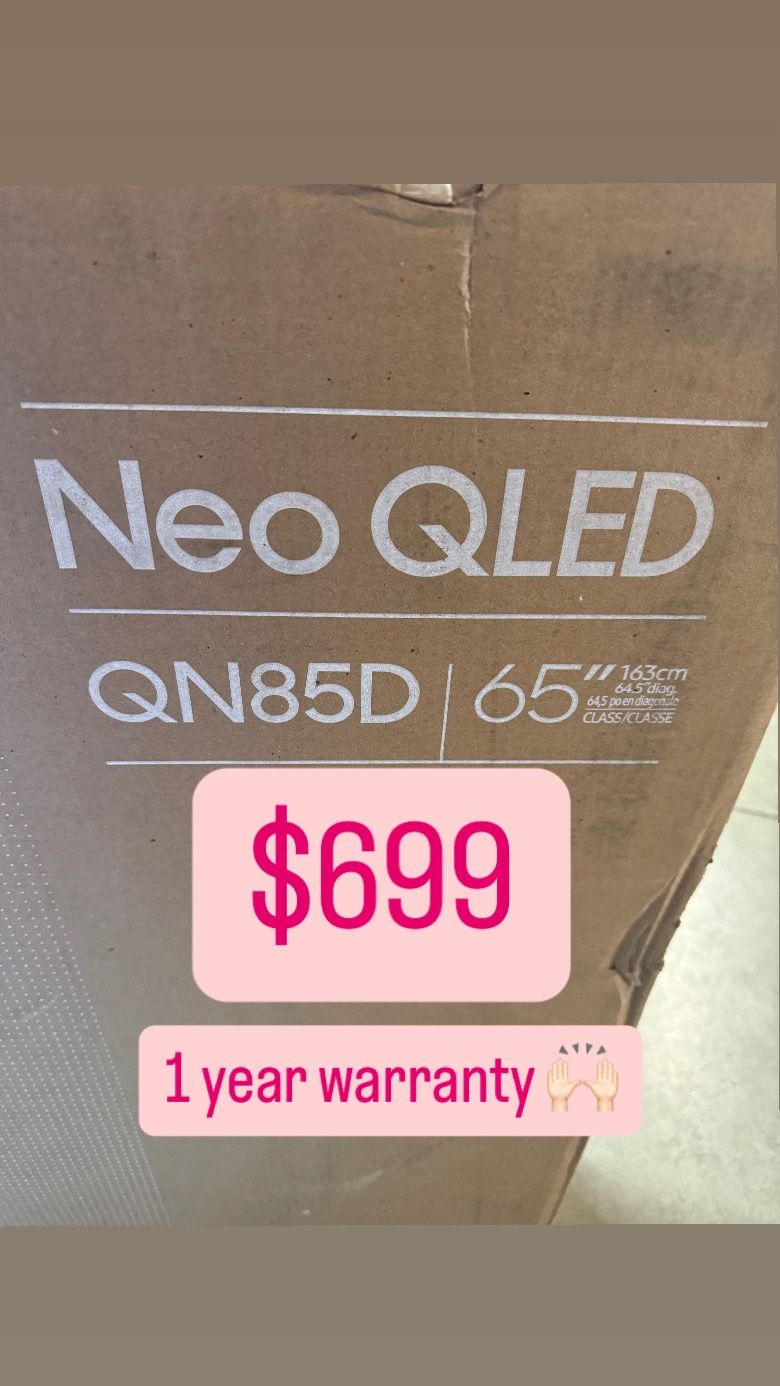 Neo QLED
QN85D | 65" 163cm
64.5"diag.
64,5 po en diagonale
CLASS/CLASSE
$699
1 year warranty 🙌🏻